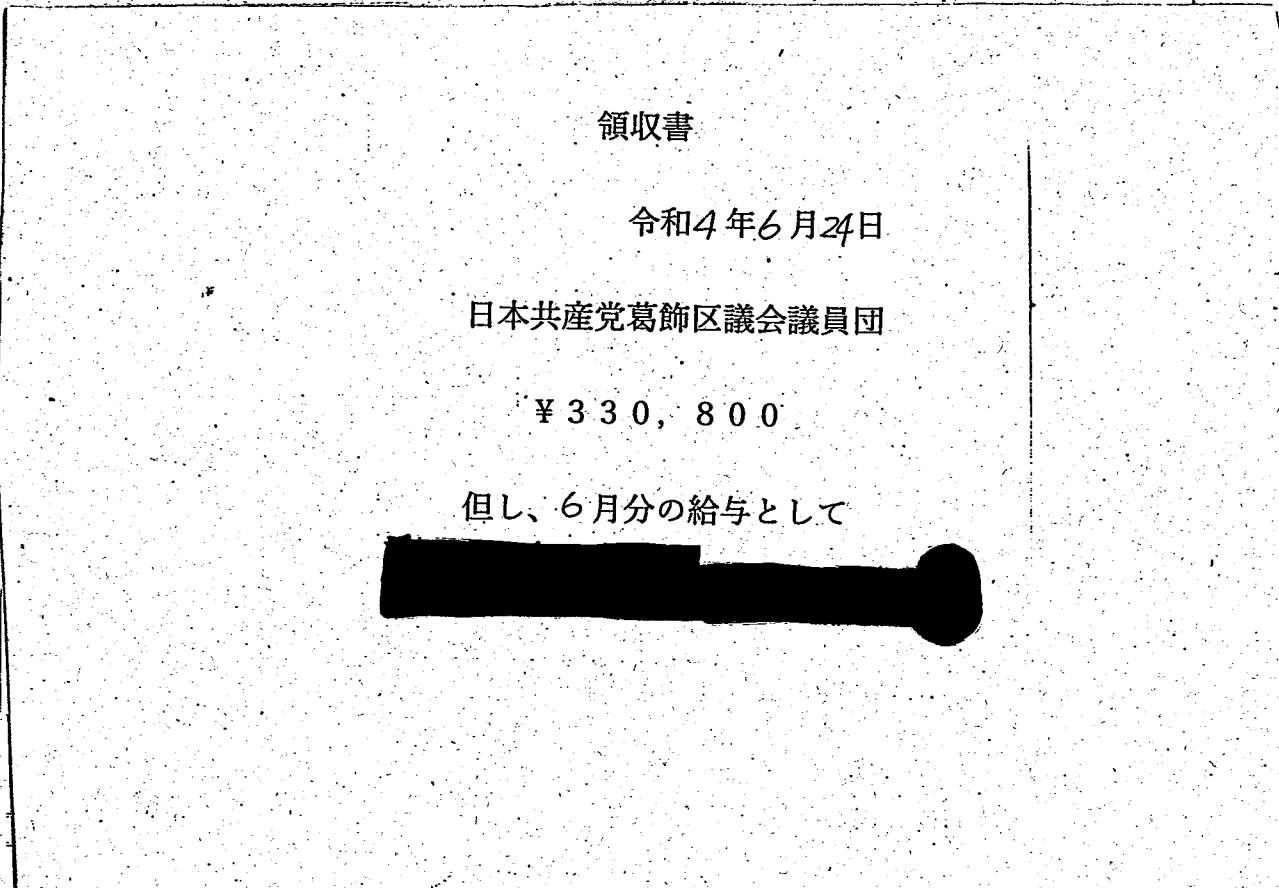 領収書
令和4年6月24日
日本共産党葛飾区議会議員団
¥330,800
但し、6月分の給与として